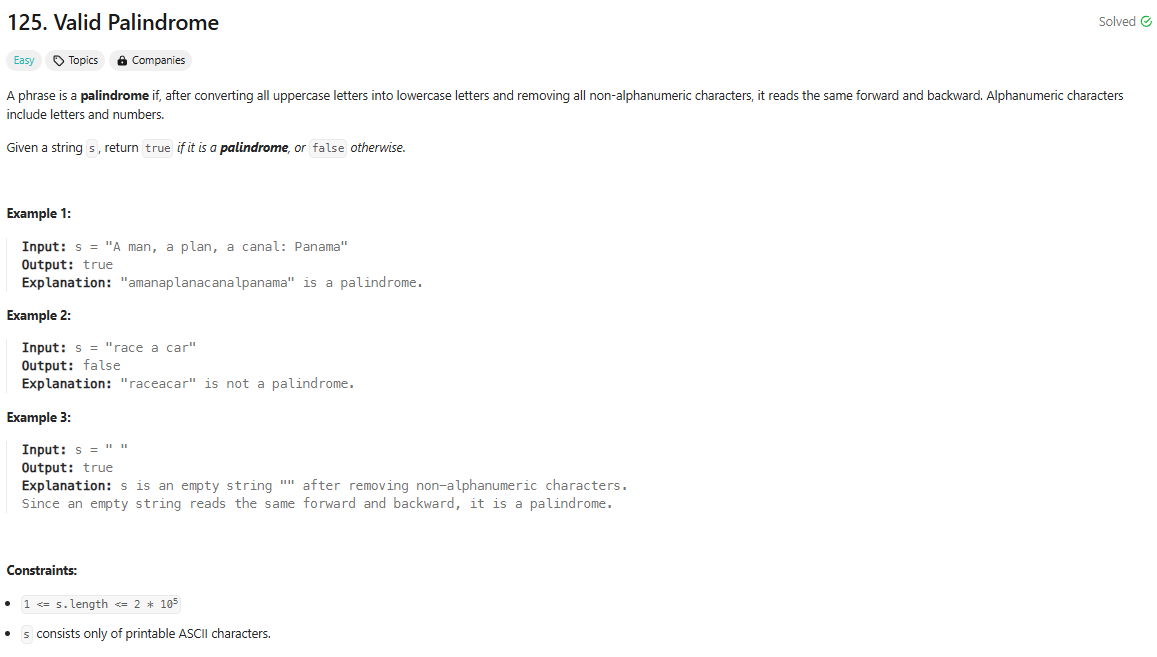 125. Valid Palindrome
Solved
Easy Topics Companies
A phrase is a palindrome if, after converting all uppercase letters into lowercase letters and removing all non-alphanumeric characters, it reads the same forward and backward. Alphanumeric characters
include letters and numbers.
Given a string s, return true if it is a palindrome, or false otherwise.
Example 1:
Input: s = "A man, a plan, a canal: Panama"
Output: true
Explanation: "amanaplanacanalpanama" is a palindrome.
Example 2:
Input: s = "race a car"
Output: false
Explanation: "raceacar" is not a palindrome.
Example 3:
Input: s = " "
Output: true
Explanation: s is an empty string "" after removing non-alphanumeric characters.
Since an empty string reads the same forward and backward, it is a palindrome.
Constraints:
• 1 <= s.length <= 2 * 10⁵
• s consists only of printable ASCII characters.